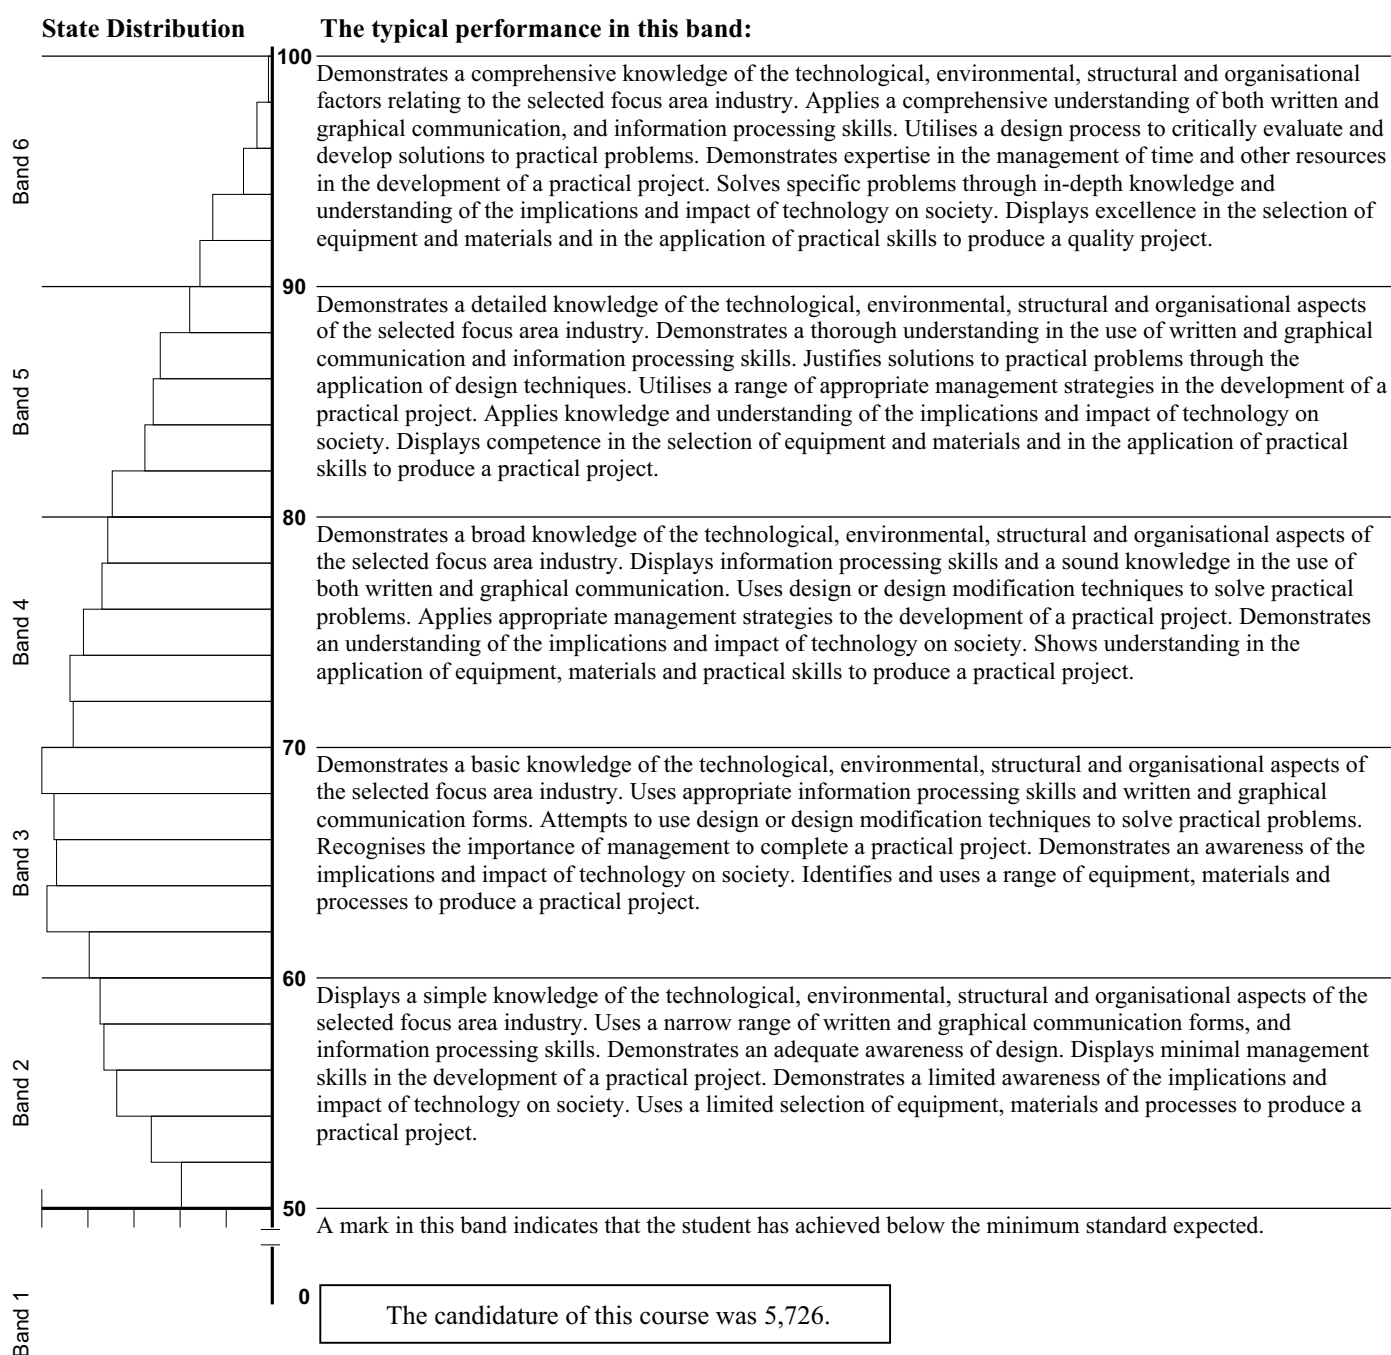 State Distribution
The typical performance in this band:
100
Band 6
Demonstrates a comprehensive knowledge of the technological, environmental, structural and organisational
factors relating to the selected focus area industry. Applies a comprehensive understanding of both written and
graphical communication, and information processing skills. Utilises a design process to critically evaluate and
develop solutions to practical problems. Demonstrates expertise in the management of time and other resources
in the development of a practical project. Solves specific problems through in-depth knowledge and
understanding of the implications and impact of technology on society. Displays excellence in the selection of
equipment and materials and in the application of practical skills to produce a quality project.
90
Band 5
Demonstrates a detailed knowledge of the technological, environmental, structural and organisational aspects
of the selected focus area industry. Demonstrates a thorough understanding in the use of written and graphical
communication and information processing skills. Justifies solutions to practical problems through the
application of design techniques. Utilises a range of appropriate management strategies in the development of a
practical project. Applies knowledge and understanding of the implications and impact of technology on
society. Displays competence in the selection of equipment and materials and in the application of practical
skills to produce a practical project.
80
Band 4
Demonstrates a broad knowledge of the technological, environmental, structural and organisational aspects of
the selected focus area industry. Displays information processing skills and a sound knowledge in the use of
both written and graphical communication. Uses design or design modification techniques to solve practical
problems. Applies appropriate management strategies to the development of a practical project. Demonstrates
an understanding of the implications and impact of technology on society. Shows understanding in the
application of equipment, materials and practical skills to produce a practical project.
70
Band 3
Demonstrates a basic knowledge of the technological, environmental, structural and organisational aspects of
the selected focus area industry. Uses appropriate information processing skills and written and graphical
communication forms. Attempts to use design or design modification techniques to solve practical problems.
Recognises the importance of management to complete a practical project. Demonstrates an awareness of the
implications and impact of technology on society. Identifies and uses a range of equipment, materials and
processes to produce a practical project.
60
Band 2
Displays a simple knowledge of the technological, environmental, structural and organisational aspects of the
selected focus area industry. Uses a narrow range of written and graphical communication forms, and
information processing skills. Demonstrates an adequate awareness of design. Displays minimal management
skills in the development of a practical project. Demonstrates a limited awareness of the implications and
impact of technology on society. Uses a limited selection of equipment, materials and processes to produce a
practical project.
50
A mark in this band indicates that the student has achieved below the minimum standard expected.
Band 1
0
The candidature of this course was 5,726.